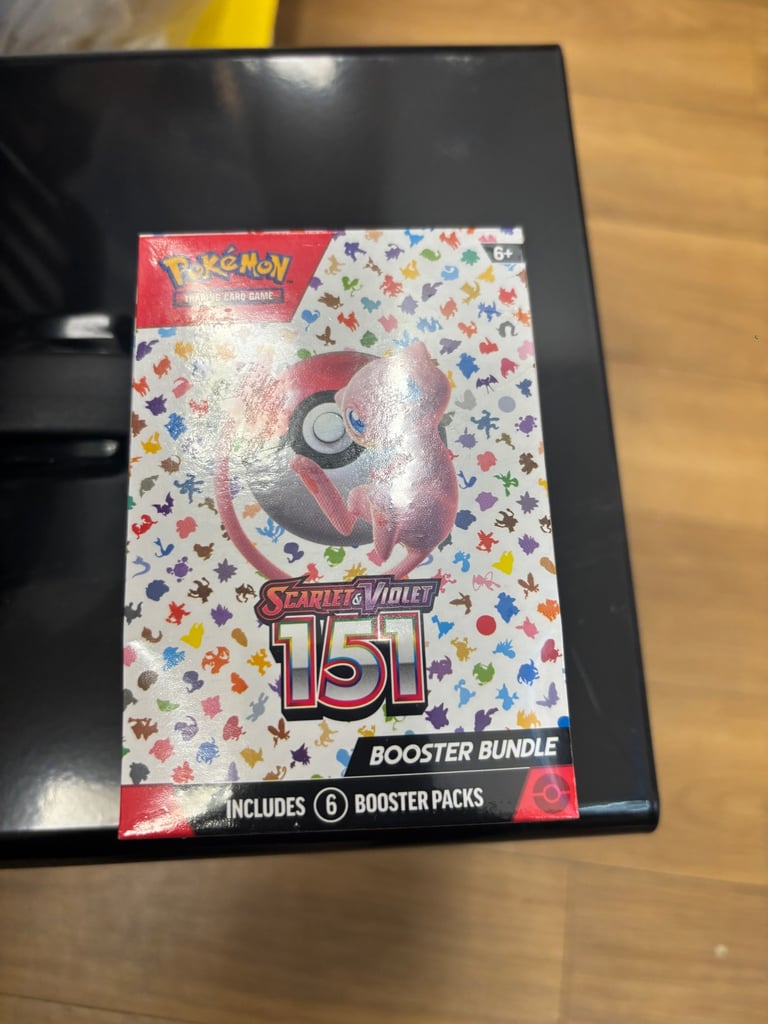 6+
POKéMON
TRADING CARD GAME
SCARLET & VIOLET
151
BOOSTER BUNDLE
INCLUDES 6 BOOSTER PACKS